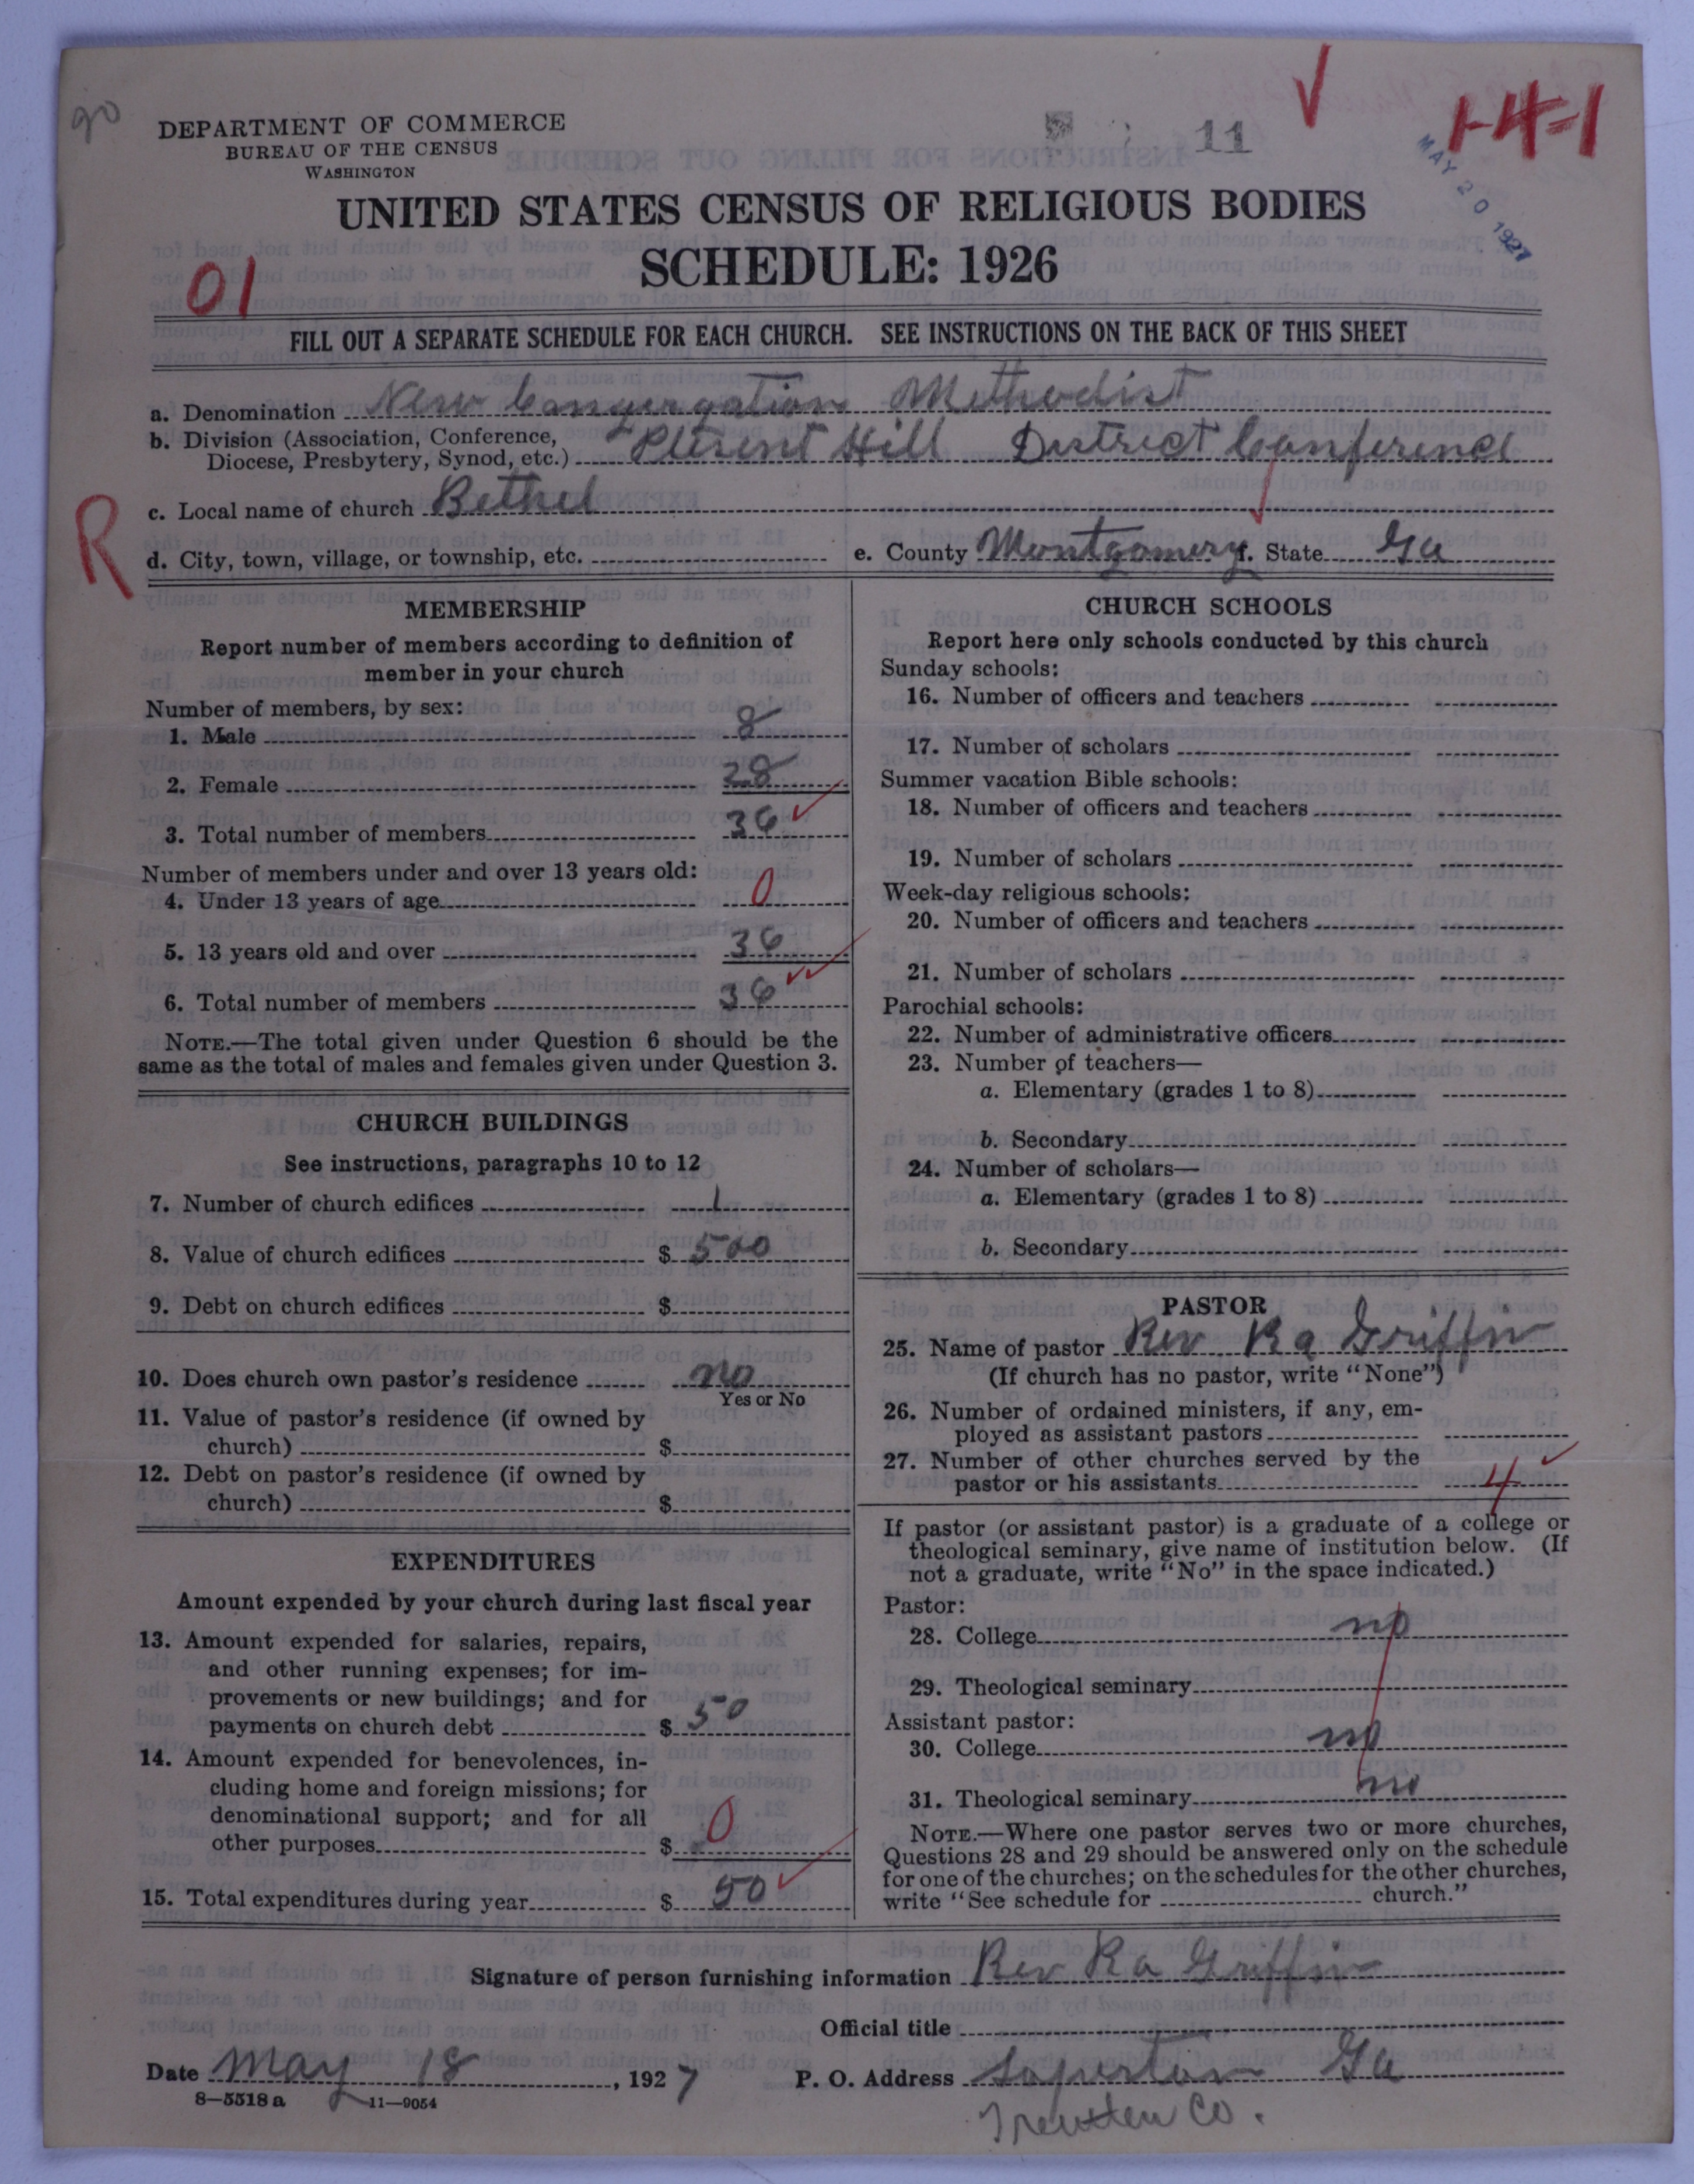 go
DEPARTMENT OF COMMERCE
BUREAU OF THE CENSUS
WASHINGTON
11
1-4-1
MAY 20 1927
UNITED STATES CENSUS OF RELIGIOUS BODIES
SCHEDULE: 1926
01
FILL OUT A SEPARATE SCHEDULE FOR EACH CHURCH. SEE INSTRUCTIONS ON THE BACK OF THIS SHEET
a. Denomination New Congergation Methodist
b. Division (Association, Conference, Diocese, Presbytery, Synod, etc.) Plesent Hill District Conference
c. Local name of church Bethel
R
d. City, town, village, or township, etc. e. County Montgomery f. State Ga
MEMBERSHIP
Report number of members according to definition of
member in your church
Number of members, by sex:
1. Male 8
2. Female 28
3. Total number of members 36
Number of members under and over 13 years old:
4. Under 13 years of age 0
5. 13 years old and over 36
6. Total number of members 36
NOTE.—The total given under Question 6 should be the
same as the total of males and females given under Question 3.
CHURCH BUILDINGS
See instructions, paragraphs 10 to 12
7. Number of church edifices 1
8. Value of church edifices $ 500
9. Debt on church edifices $
10. Does church own pastor's residence no
Yes or No
11. Value of pastor's residence (if owned by
church) $
12. Debt on pastor's residence (if owned by
church) $
EXPENDITURES
Amount expended by your church during last fiscal year
13. Amount expended for salaries, repairs,
and other running expenses; for im-
provements or new buildings; and for
payments on church debt $ 50
14. Amount expended for benevolences, in-
cluding home and foreign missions; for
denominational support; and for all
other purposes $ 0
15. Total expenditures during year $ 50
CHURCH SCHOOLS
Report here only schools conducted by this church
Sunday schools:
16. Number of officers and teachers
17. Number of scholars
Summer vacation Bible schools:
18. Number of officers and teachers
19. Number of scholars
Week-day religious schools:
20. Number of officers and teachers
21. Number of scholars
Parochial schools:
22. Number of administrative officers
23. Number of teachers—
a. Elementary (grades 1 to 8)
b. Secondary
24. Number of scholars—
a. Elementary (grades 1 to 8)
b. Secondary
PASTOR
25. Name of pastor Rev R a Griffin
(If church has no pastor, write "None")
26. Number of ordained ministers, if any, em-
ployed as assistant pastors
27. Number of other churches served by the
pastor or his assistants 4
If pastor (or assistant pastor) is a graduate of a college or
theological seminary, give name of institution below. (If
not a graduate, write "No" in the space indicated.)
Pastor:
28. College no
29. Theological seminary
Assistant pastor:
30. College no
31. Theological seminary no
NOTE.—Where one pastor serves two or more churches,
Questions 28 and 29 should be answered only on the schedule
for one of the churches; on the schedules for the other churches,
write "See schedule for church."
Signature of person furnishing information Rev R a Griffin
Official title
Date May 18, 1927 P. O. Address Soperton Ga
8—5518 a 11—9054
Treutlen Co.